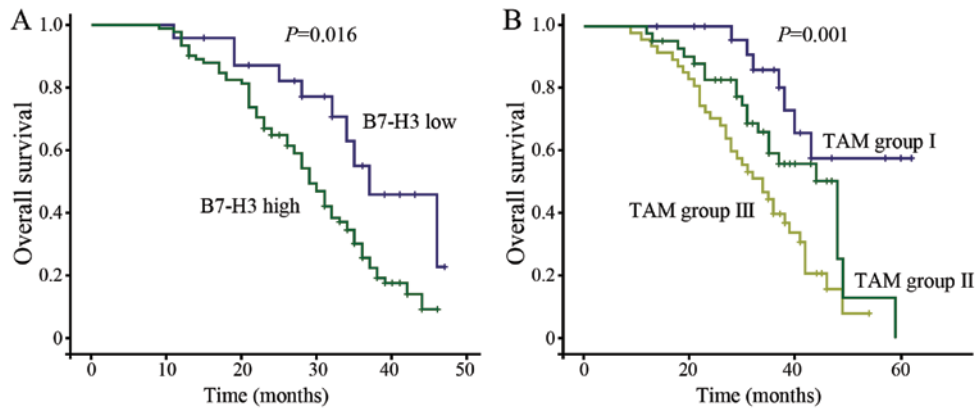 A
P=0.016
1.0
0.8
0.6
0.4
0.2
0
Overall survival
B7-H3 low
B7-H3 high
0 10 20 30 40 50
Time (months)
B
P=0.001
1.0
0.8
0.6
0.4
0.2
0
Overall survival
TAM group I
TAM group III
TAM group II
0 20 40 60
Time (months)